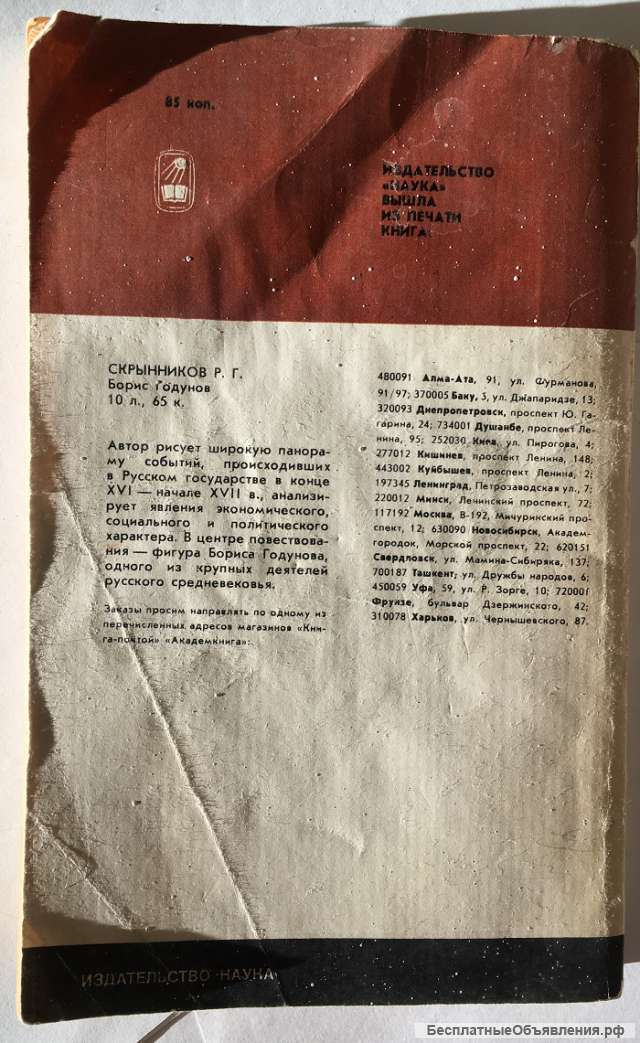 85 коп.
ИЗДАТЕЛЬСТВО
«НАУКА»
ВЫШЛА
ИЗ ПЕЧАТИ
КНИГА:
СКРЫННИКОВ Р. Г.
Борис Годунов
10 л., 65 к.
Автор рисует широкую панора-
му событий, происходивших
в Русском государстве в конце
XVI — начале XVII в., анализи-
рует явления экономического,
социального и политического
характера. В центре повествова-
ния — фигура Бориса Годунова,
одного из крупных деятелей
русского средневековья.
Заказы просим направлять по одному из
перечисленных адресов магазинов «Кни-
га-почтой» «Академкнига»:
480091 Алма-Ата, 91, ул. Фурманова,
91/97; 370005 Баку, 5, ул. Джапаридзе, 13;
320093 Днепропетровск, проспект Ю. Га-
гарина, 24; 734001 Душанбе, проспект Ле-
нина, 95; 252030 Киев, ул. Пирогова, 4;
277012 Кишинев, проспект Ленина, 148;
443002 Куйбышев, проспект Ленина, 2;
197345 Ленинград, Петрозаводская ул., 7;
220012 Минск, Ленинский проспект, 72;
117192 Москва, В-192, Мичуринский про-
спект, 12; 630090 Новосибирск, Академ-
городок, Морской проспект, 22; 620151
Свердловск, ул. Мамина-Сибиряка, 137;
700187 Ташкент, ул. Дружбы народов, 6;
450059 Уфа, 59, ул. Р. Зорге, 10; 720001
Фрунзе, бульвар Дзержинского, 42;
310078 Харьков, ул. Чернышевского, 87.
ИЗДАТЕЛЬСТВО «НАУКА»
БесплатныеОбъявления.рф